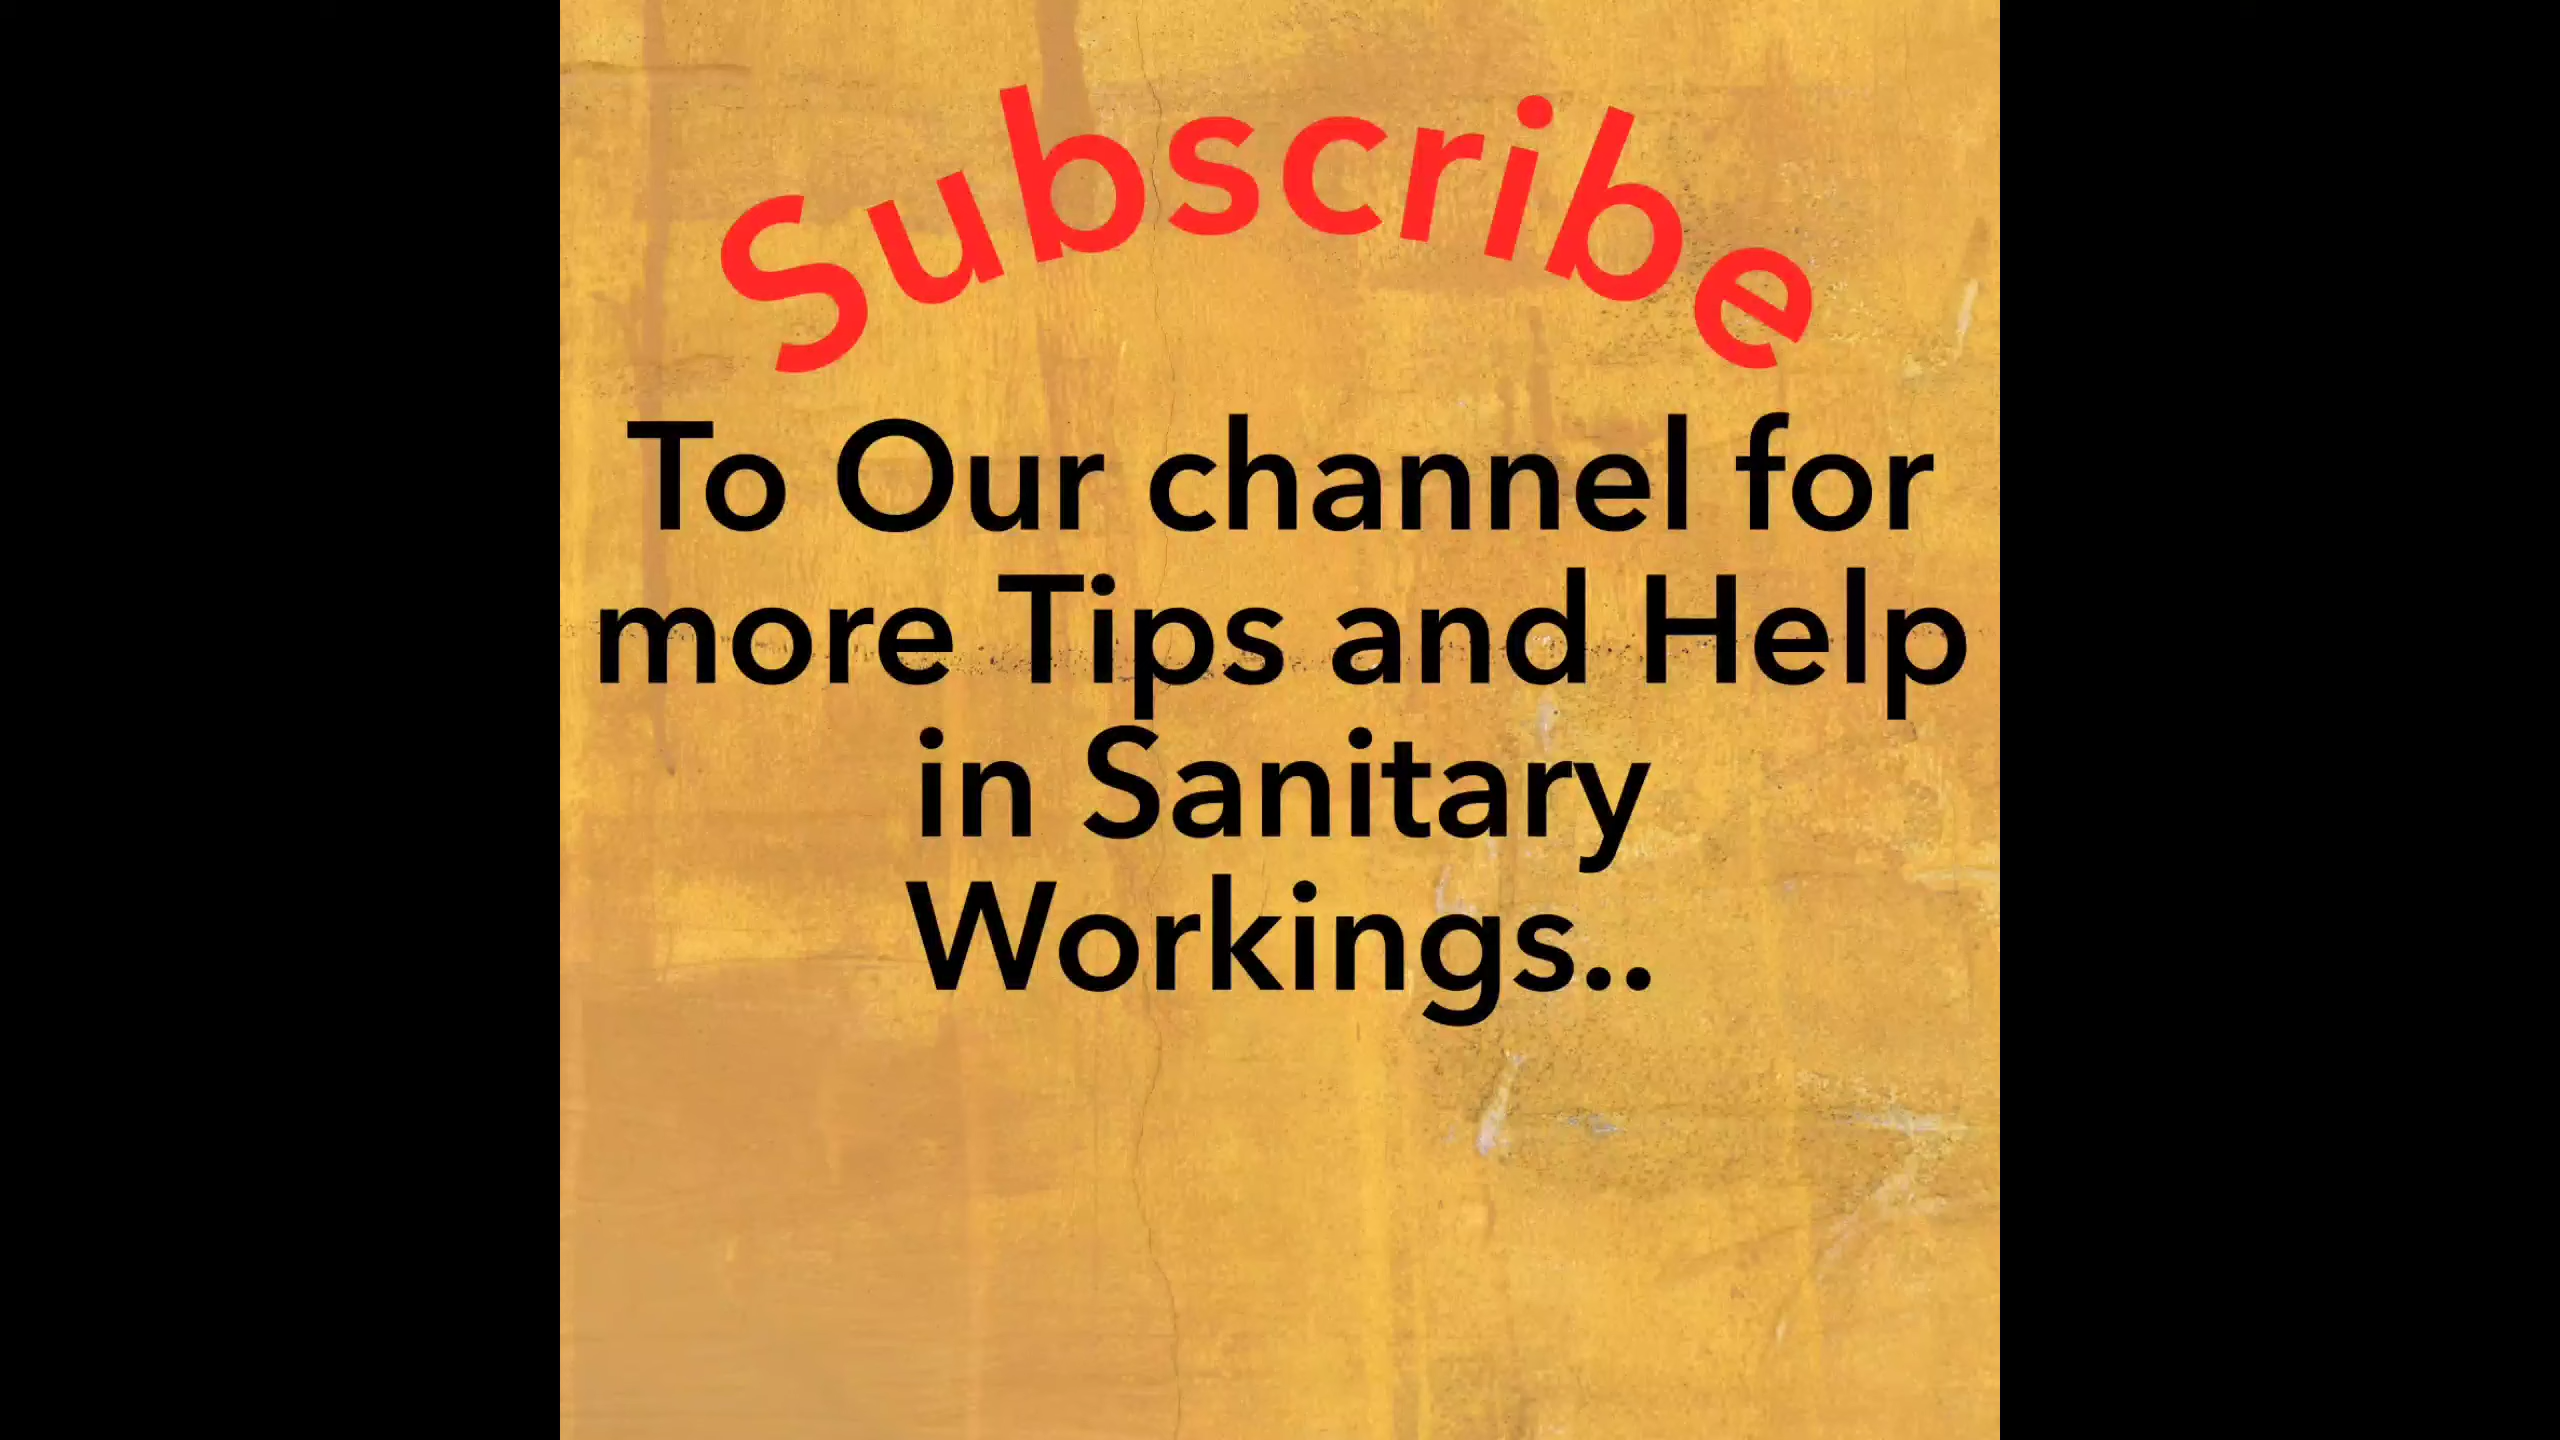 Subscribe
To Our channel for
more Tips and Help
in Sanitary
Workings..